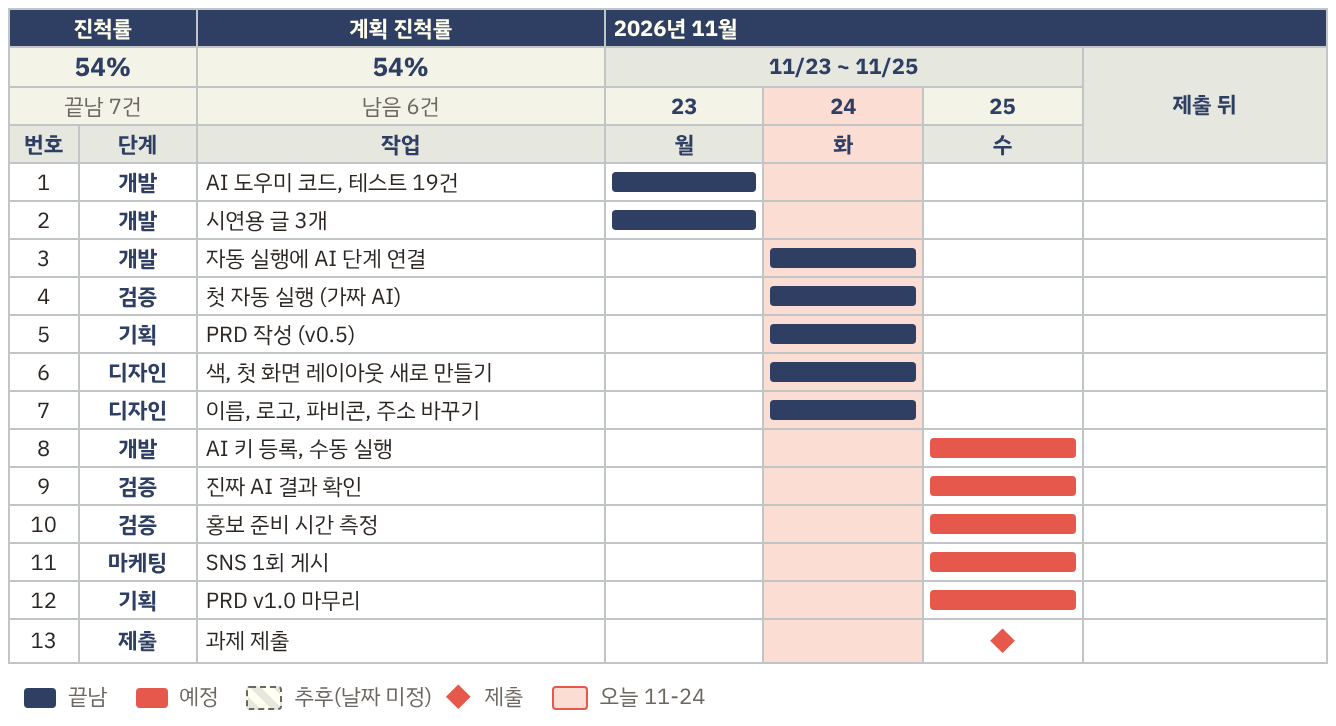 진척률 계획 진척률 2026년 11월
54% 54% 11/23 ~ 11/25 제출 뒤
끝남 7건 남음 6건 23 24 25
번호 단계 작업 월 화 수
1 개발 AI 도우미 코드, 테스트 19건
2 개발 시연용 글 3개
3 개발 자동 실행에 AI 단계 연결
4 검증 첫 자동 실행 (가짜 AI)
5 기획 PRD 작성 (v0.5)
6 디자인 색, 첫 화면 레이아웃 새로 만들기
7 디자인 이름, 로고, 파비콘, 주소 바꾸기
8 개발 AI 키 등록, 수동 실행
9 검증 진짜 AI 결과 확인
10 검증 홍보 준비 시간 측정
11 마케팅 SNS 1회 게시
12 기획 PRD v1.0 마무리
13 제출 과제 제출
끝남 예정 추후(날짜 미정) 제출 오늘 11-24